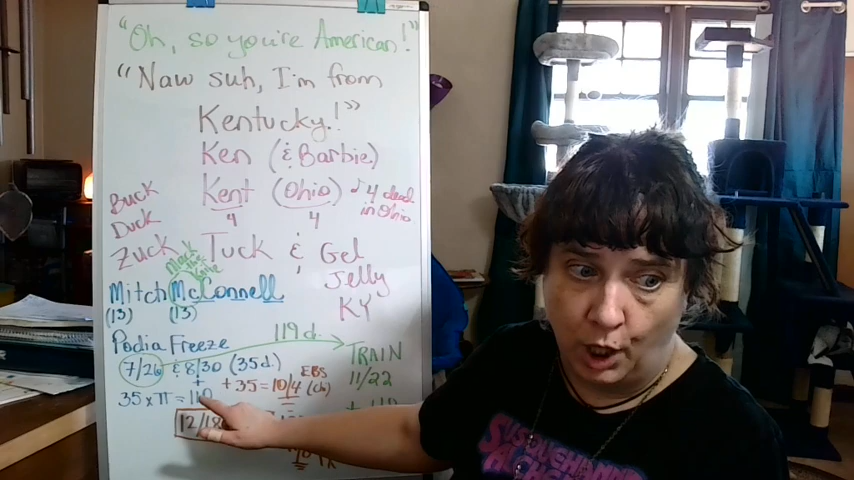 "Oh, so you're American!"
"Naw suh, I'm from
Kentucky!"
Ken (& Barbie)
Kent (Ohio) ♪ 4 dead
in Ohio
4 4
Buck
Duck
Zuck Tuck & Gel
Jelly
KY
Mitch McConnell
(13) (13)
Podia Freeze 119 d.
7/26 & 8/30 (35d.)
+ +35 = 10/4 (ch) EBS
35 x π = 110
12/18
TRAIN
11/22
SUSQUEHANNA